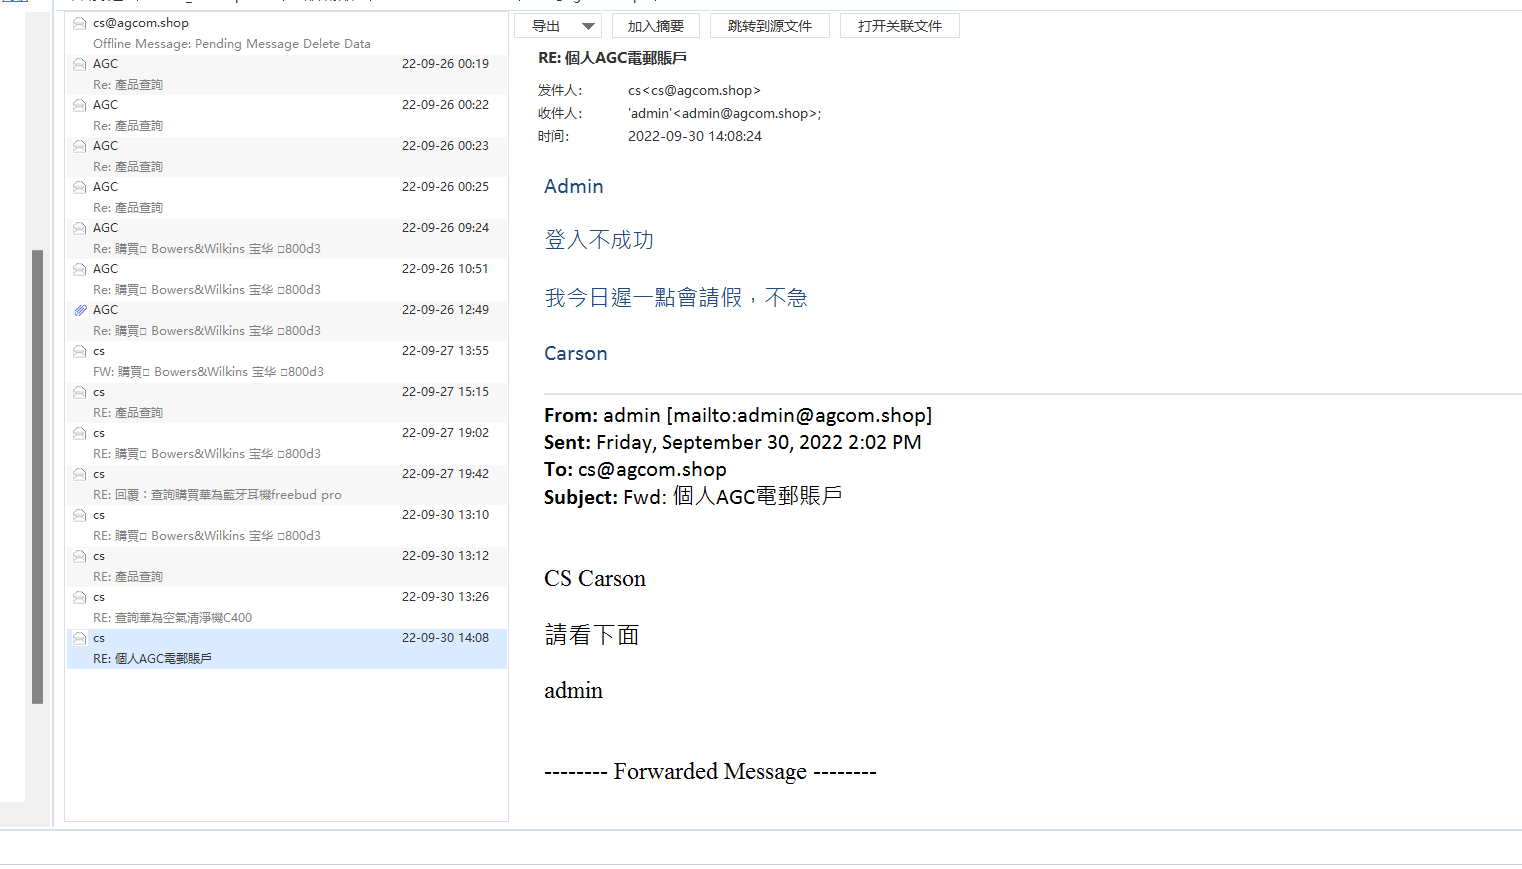 cs@agcom.shop
Offline Message: Pending Message Delete Data
AGC 22-09-26 00:19
Re: 產品查詢
AGC 22-09-26 00:22
Re: 產品查詢
AGC 22-09-26 00:23
Re: 產品查詢
AGC 22-09-26 00:25
Re: 產品查詢
AGC 22-09-26 09:24
Re: 購買□ Bowers&Wilkins 宝华 □800d3
AGC 22-09-26 10:51
Re: 購買□ Bowers&Wilkins 宝华 □800d3
AGC 22-09-26 12:49
Re: 購買□ Bowers&Wilkins 宝华 □800d3
cs 22-09-27 13:55
FW: 購買□ Bowers&Wilkins 宝华 □800d3
cs 22-09-27 15:15
RE: 產品查詢
cs 22-09-27 19:02
RE: 購買□ Bowers&Wilkins 宝华 □800d3
cs 22-09-27 19:42
RE: 回覆：查詢購買華為藍牙耳機freebud pro
cs 22-09-30 13:10
RE: 購買□ Bowers&Wilkins 宝华 □800d3
cs 22-09-30 13:12
RE: 產品查詢
cs 22-09-30 13:26
RE: 查詢華為空氣清淨機C400
cs 22-09-30 14:08
RE: 個人AGC電郵賬戶
导出 加入摘要 跳转到源文件 打开关联文件
RE: 個人AGC電郵賬戶
发件人： cs<cs@agcom.shop>
收件人： 'admin'<admin@agcom.shop>;
时间： 2022-09-30 14:08:24
Admin
登入不成功
我今日遲一點會請假，不急
Carson
From: admin [mailto:admin@agcom.shop]
Sent: Friday, September 30, 2022 2:02 PM
To: cs@agcom.shop
Subject: Fwd: 個人AGC電郵賬戶
CS Carson
請看下面
admin
-------- Forwarded Message --------